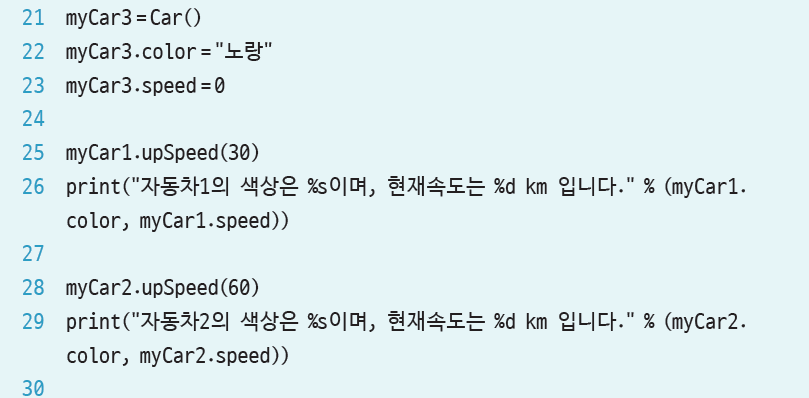 21 myCar3 = Car()
22 myCar3.color = "노랑"
23 myCar3.speed = 0
24
25 myCar1.upSpeed(30)
26 print("자동차1의 색상은 %s이며, 현재속도는 %d km 입니다." % (myCar1.
color, myCar1.speed))
27
28 myCar2.upSpeed(60)
29 print("자동차2의 색상은 %s이며, 현재속도는 %d km 입니다." % (myCar2.
color, myCar2.speed))
30